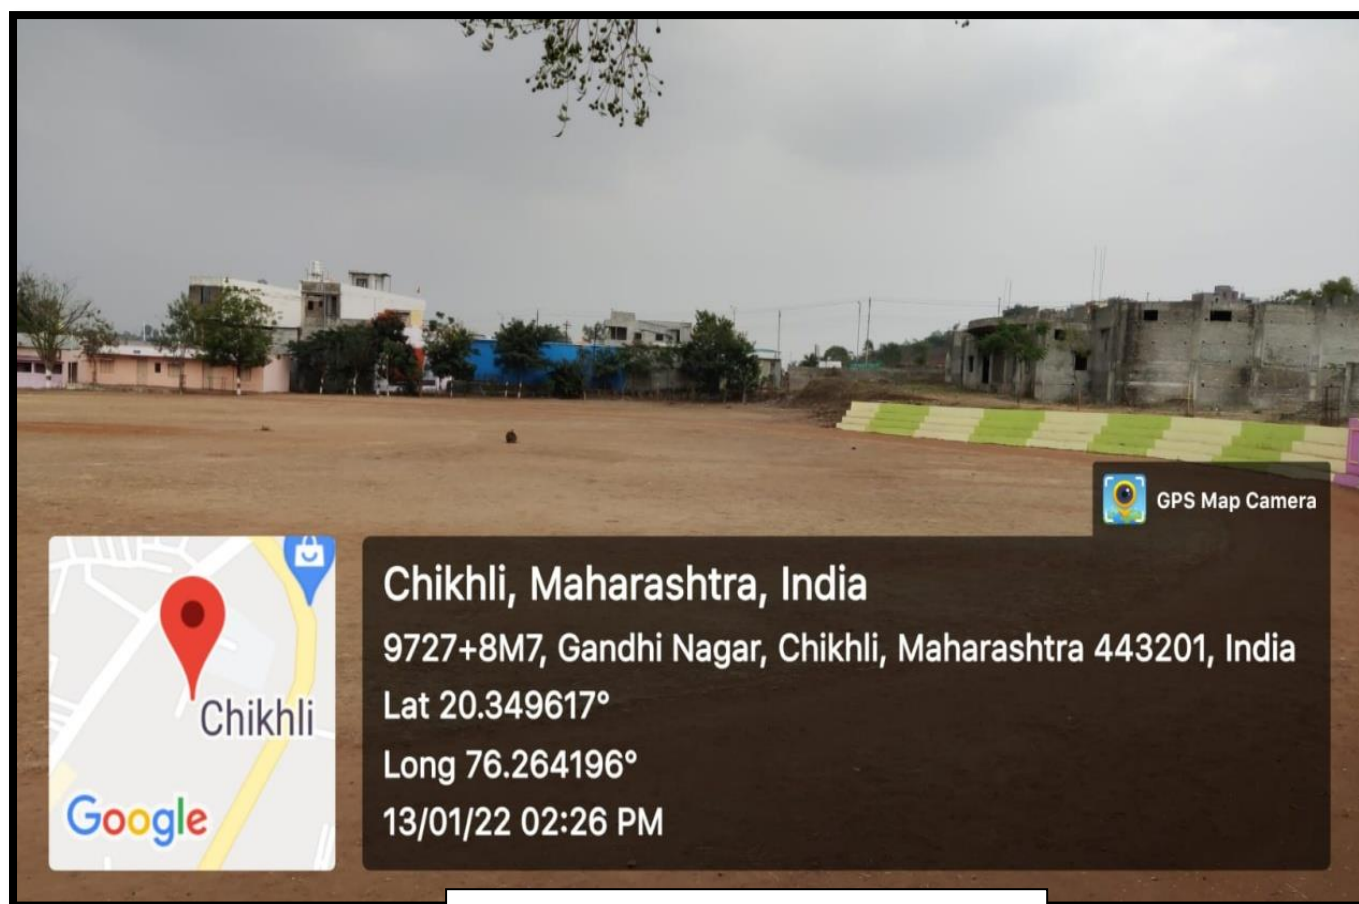 GPS Map Camera
Chikhli, Maharashtra, India
9727+8M7, Gandhi Nagar, Chikhli, Maharashtra 443201, India
Lat 20.349617°
Long 76.264196°
13/01/22 02:26 PM
Chikhli
Google